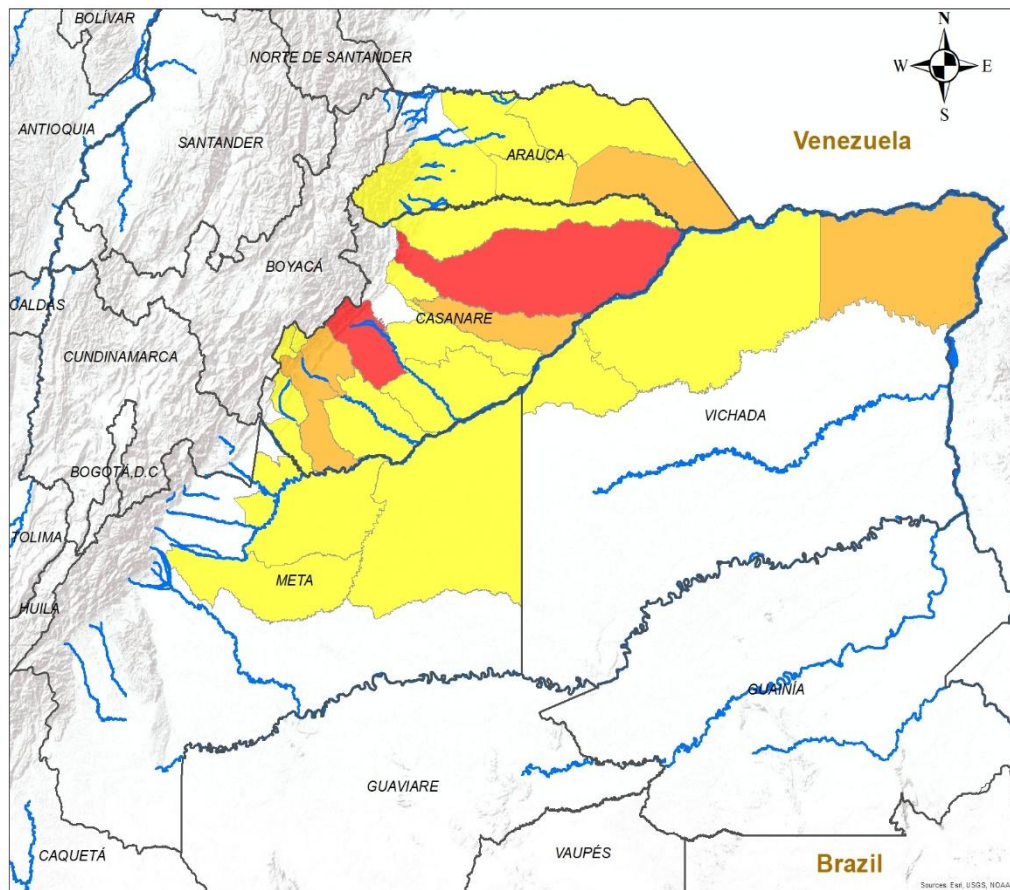 BOLÍVAR
N
NORTE DE SANTANDER
W
E
S
ANTIOQUIA
SANTANDER
ARAUCA
Venezuela
BOYACÁ
CALDAS
CASANARE
CUNDINAMARCA
VICHADA
BOGOTÁ D.C
TOLIMA
META
HUILA
GUAINÍA
GUAVIARE
CAQUETÁ
VAUPÉS
Brazil
Sources: Esri, USGS, NOAA